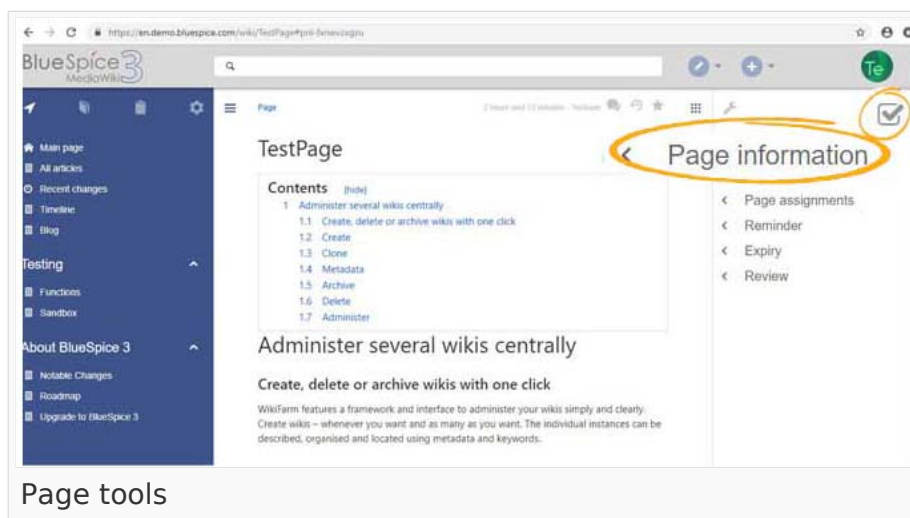 BlueSpice 3
MediaWiki
Te
Page
Page information
Main page
All articles
Recent changes
Timeline
Blog
Testing
Functions
Sandbox
About BlueSpice 3
Notable Changes
Roadmap
Upgrade to BlueSpice 3
TestPage
Contents [hide]
1 Administer several wikis centrally
1.1 Create, delete or archive wikis with one click
1.2 Create
1.3 Clone
1.4 Metadata
1.5 Archive
1.6 Delete
1.7 Administer
Administer several wikis centrally
Create, delete or archive wikis with one click
WikiFarm features a framework and interface to administer your wikis simply and clearly.
Create wikis – whenever you want and as many as you want. The individual instances can be
described, organised and located using metadata and keywords.
Page assignments
Reminder
Expiry
Review
Page tools